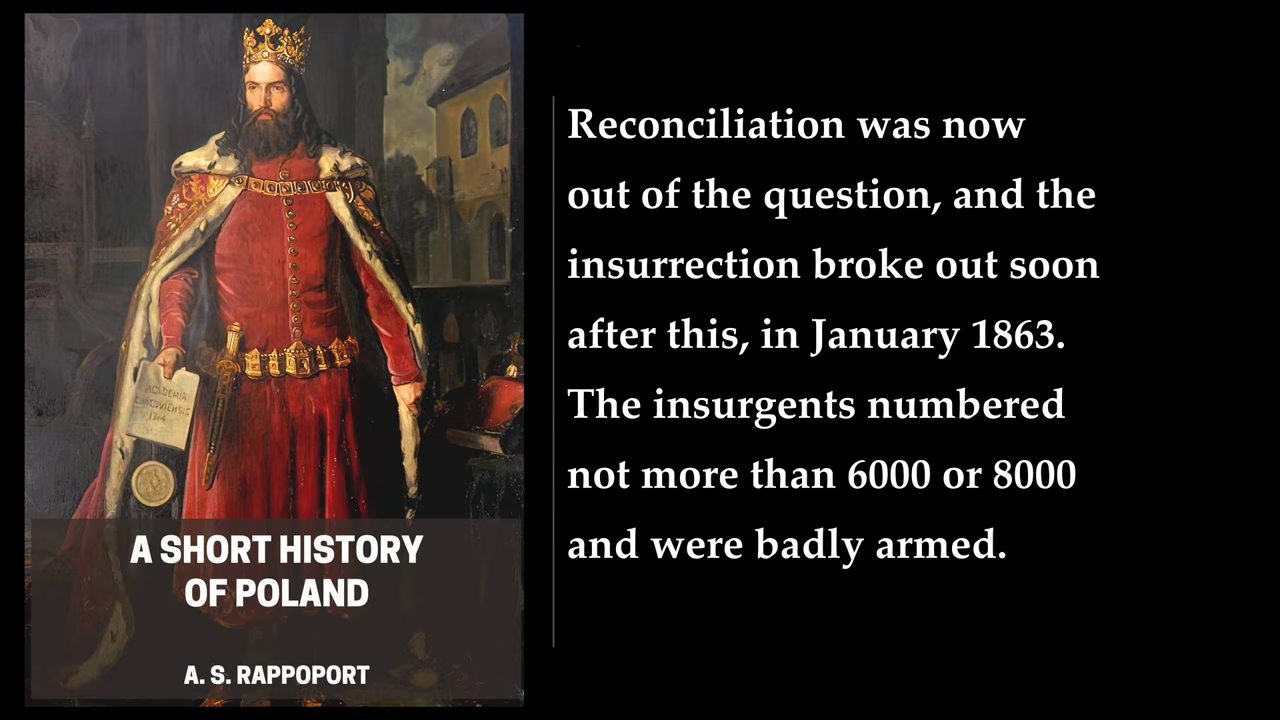 ACADEMIA
A SHORT HISTORY
OF POLAND
A. S. RAPPOPORT
Reconciliation was now
out of the question, and the
insurrection broke out soon
after this, in January 1863.
The insurgents numbered
not more than 6000 or 8000
and were badly armed.